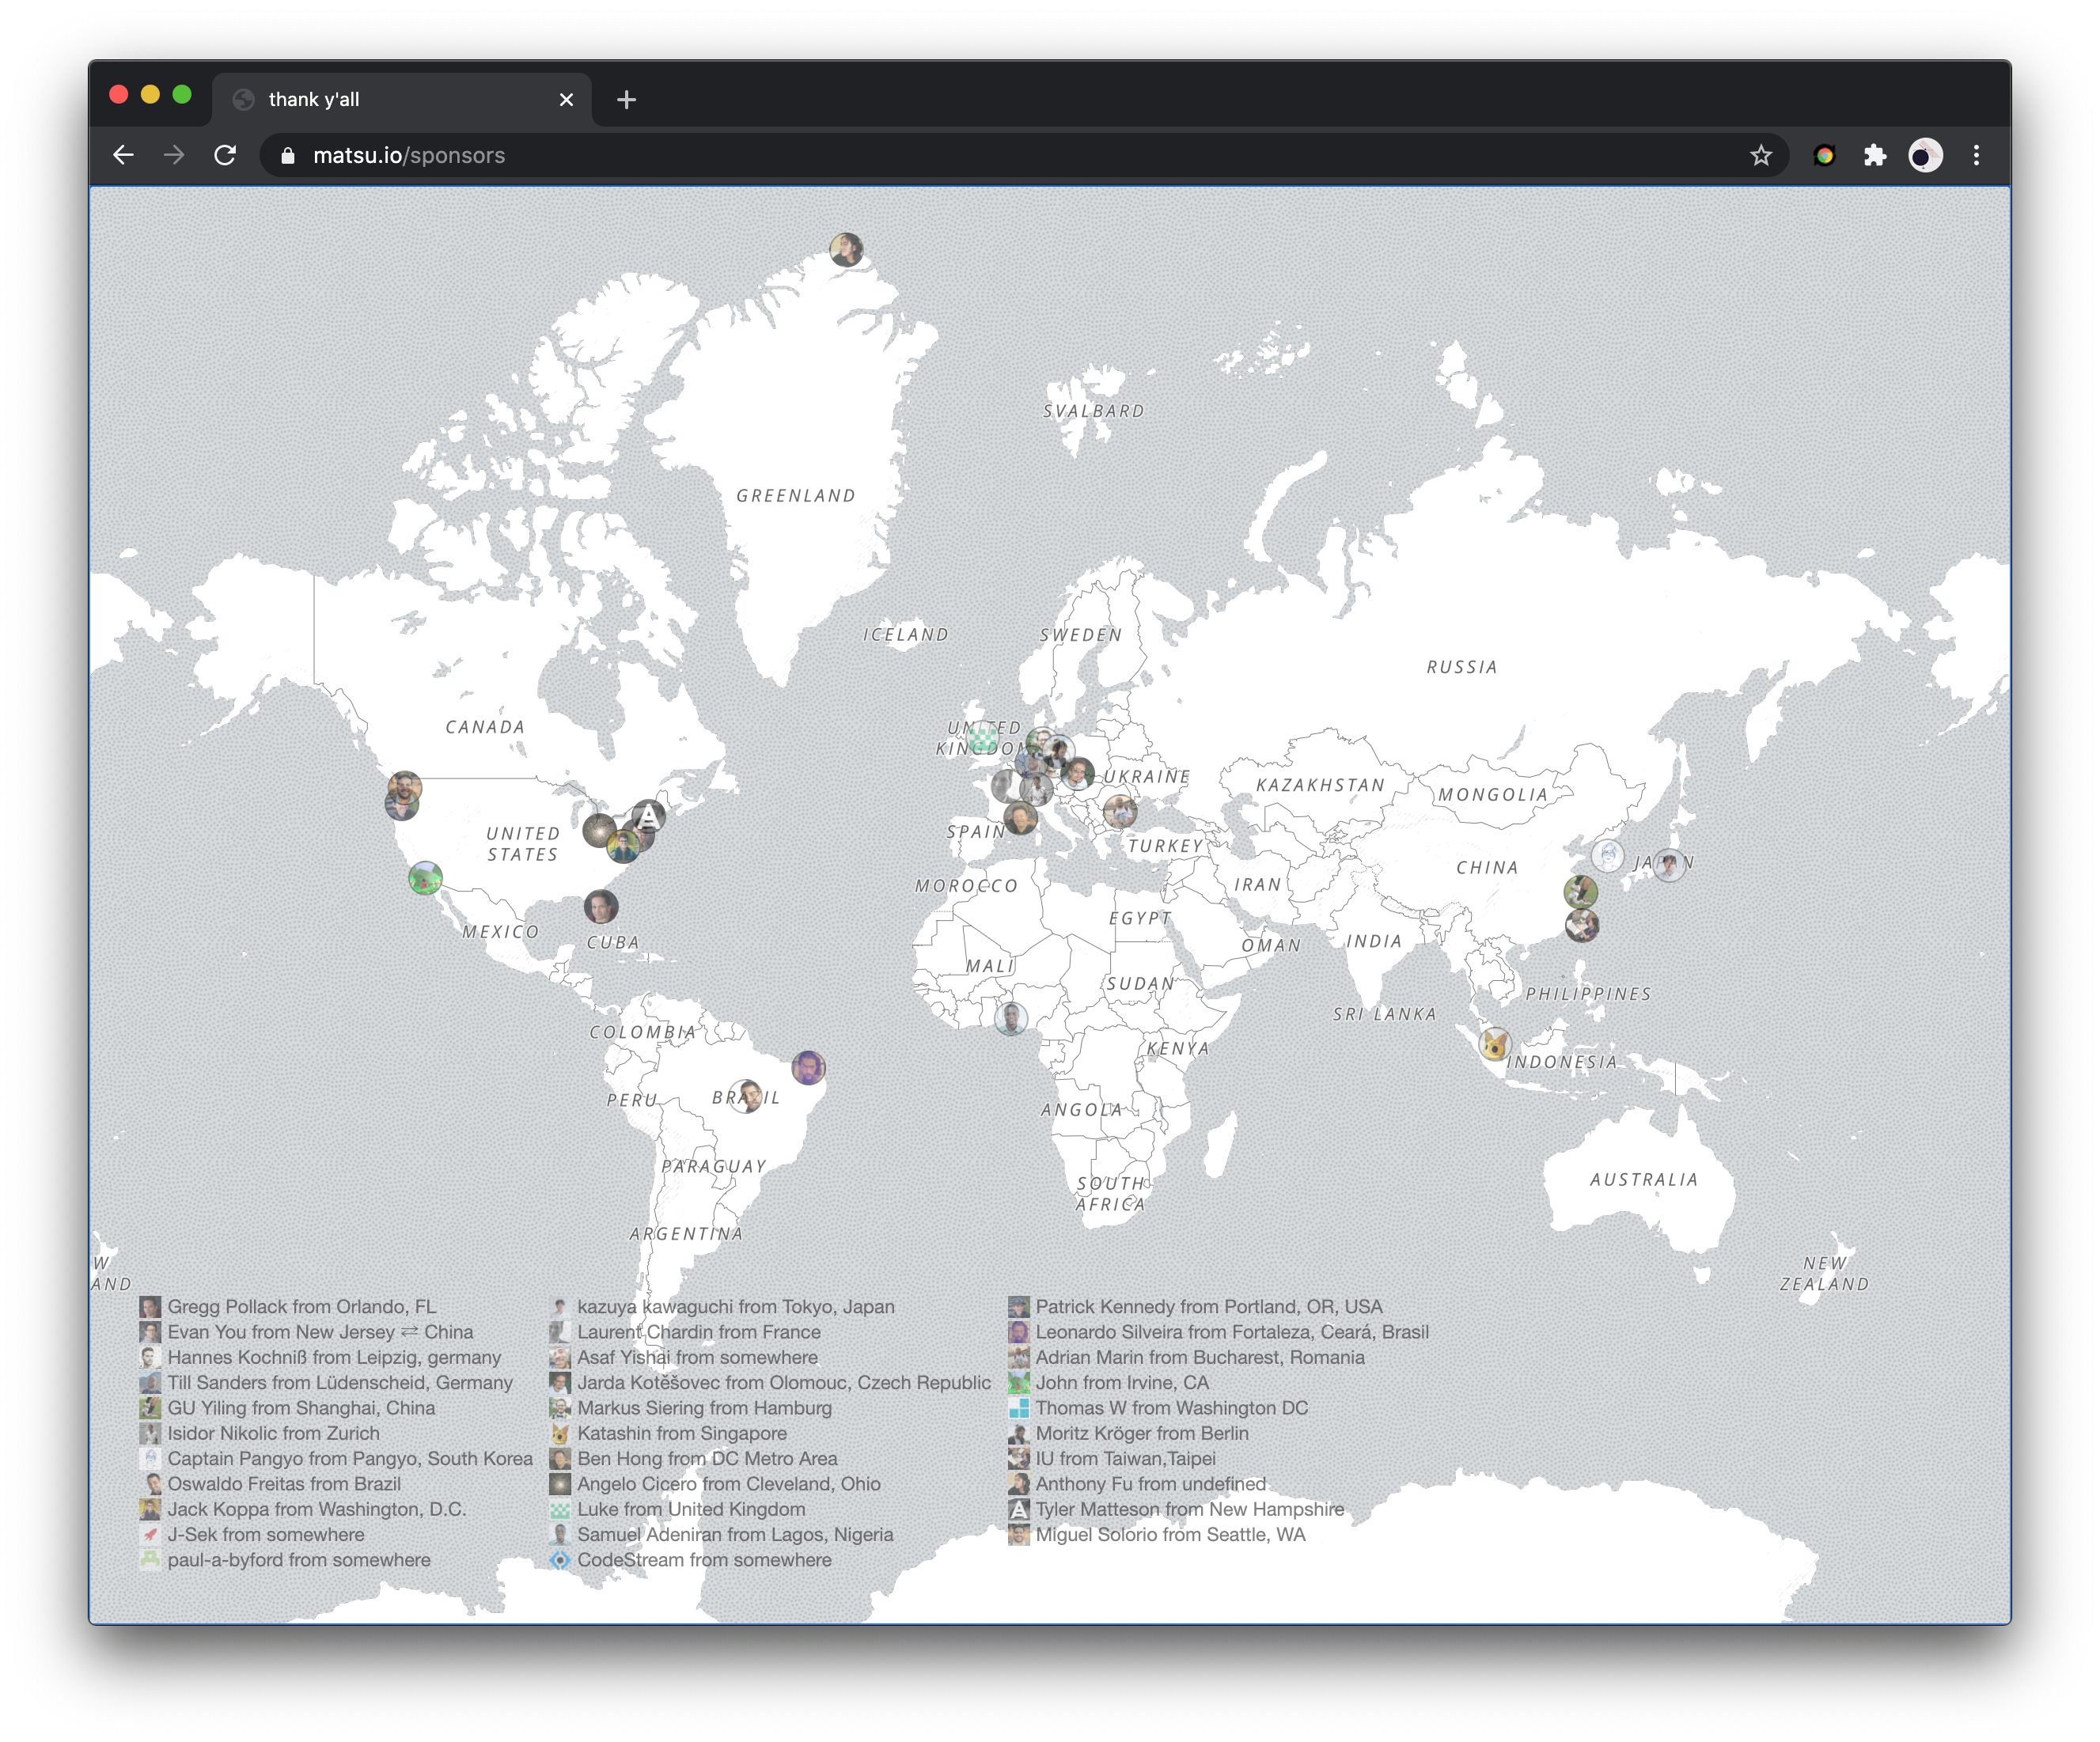 thank y'all
matsu.io/sponsors
SVALBARD
GREENLAND
ICELAND
SWEDEN
RUSSIA
CANADA
UNITED
KINGDOM
UKRAINE
KAZAKHSTAN
MONGOLIA
UNITED
STATES
SPAIN
TURKEY
CHINA
JAPAN
MOROCCO
IRAN
EGYPT
MEXICO
CUBA
OMAN
INDIA
MALI
SUDAN
PHILIPPINES
SRI LANKA
COLOMBIA
KENYA
INDONESIA
PERU
BRAZIL
ANGOLA
PARAGUAY
SOUTH
AFRICA
AUSTRALIA
ARGENTINA
W
AND
NEW
ZEALAND
Gregg Pollack from Orlando, FL
Evan You from New Jersey ⇄ China
Hannes Kochniß from Leipzig, germany
Till Sanders from Lüdenscheid, Germany
GU Yiling from Shanghai, China
Isidor Nikolic from Zurich
Captain Pangyo from Pangyo, South Korea
Oswaldo Freitas from Brazil
Jack Koppa from Washington, D.C.
J-Sek from somewhere
paul-a-byford from somewhere
kazuya kawaguchi from Tokyo, Japan
Laurent Chardin from France
Asaf Yishai from somewhere
Jarda Kotěšovec from Olomouc, Czech Republic
Markus Siering from Hamburg
Katashin from Singapore
Ben Hong from DC Metro Area
Angelo Cicero from Cleveland, Ohio
Luke from United Kingdom
Samuel Adeniran from Lagos, Nigeria
CodeStream from somewhere
Patrick Kennedy from Portland, OR, USA
Leonardo Silveira from Fortaleza, Ceará, Brasil
Adrian Marin from Bucharest, Romania
John from Irvine, CA
Thomas W from Washington DC
Moritz Kröger from Berlin
IU from Taiwan,Taipei
Anthony Fu from undefined
Tyler Matteson from New Hampshire
Miguel Solorio from Seattle, WA